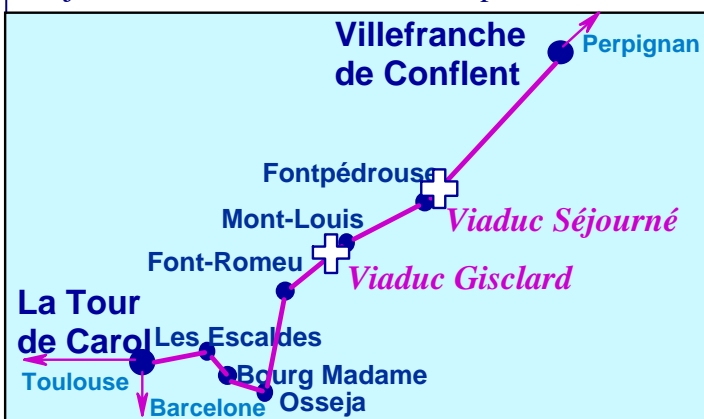 Villefranche
de Conflent
Perpignan
Fontpédrouse
Viaduc Séjourné
Mont-Louis
Font-Romeu
Viaduc Gisclard
La Tour
de Carol
Les Escaldes
Toulouse
Bourg Madame
Barcelone
Osseja